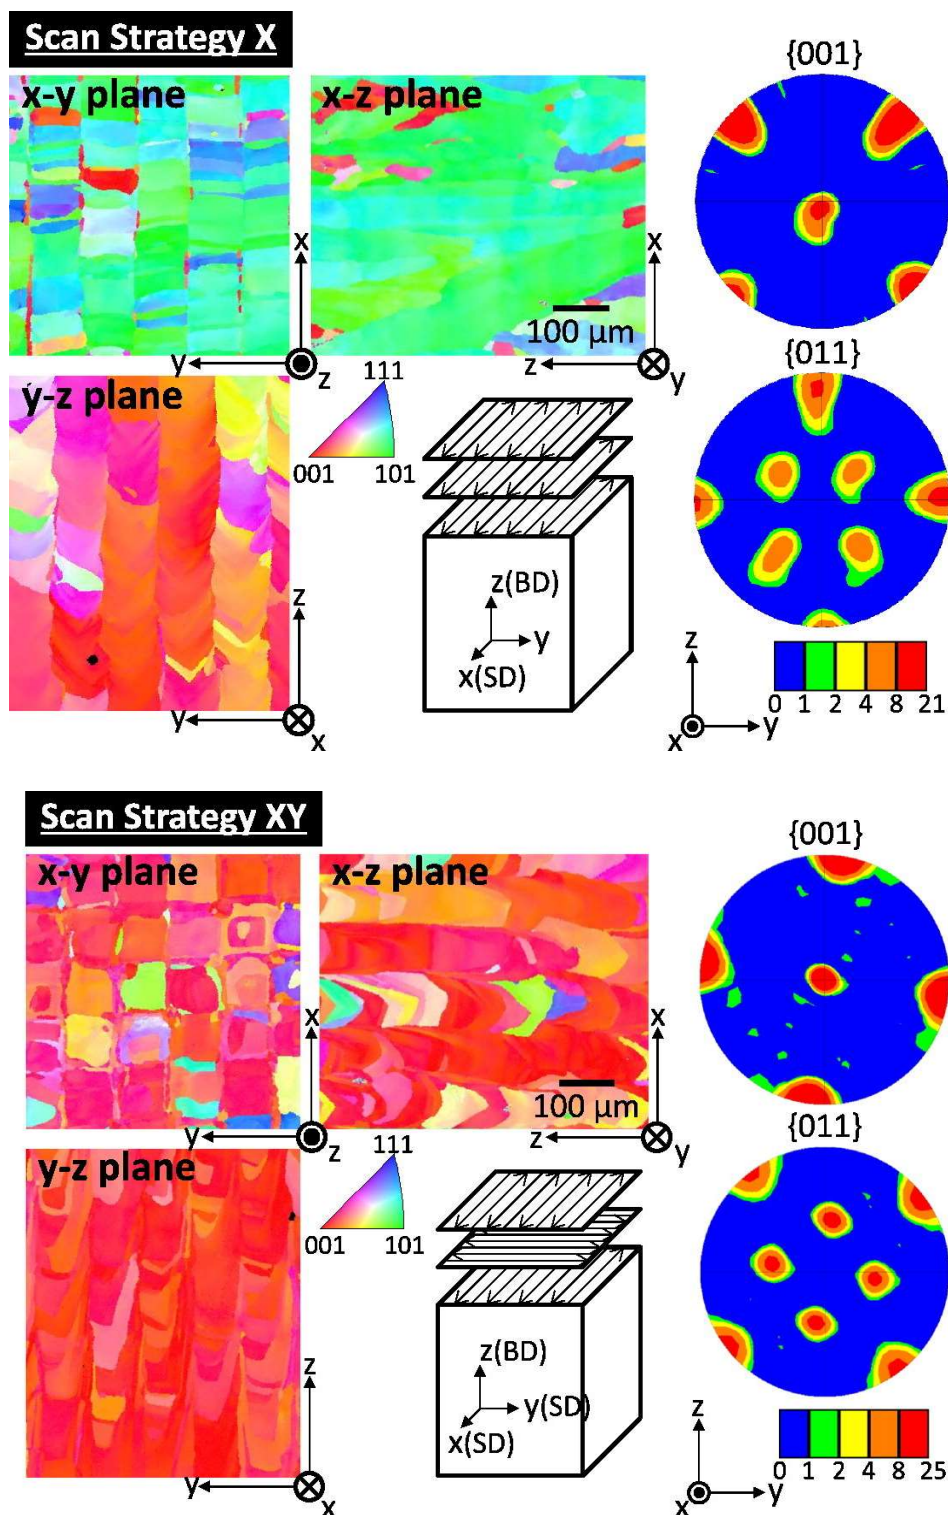 Scan Strategy X
x-y plane
x-z plane
{001}
x
x
100 µm
y
z
z
y
y-z plane
111
001
101
{011}
z
z(BD)
y
x(SD)
y
x
z
x
y
0 1 2 4 8 21
Scan Strategy XY
x-y plane
x-z plane
{001}
x
x
100 µm
y
z
z
y
y-z plane
111
001
101
{011}
z
z(BD)
y(SD)
x(SD)
y
x
z
x
y
0 1 2 4 8 25